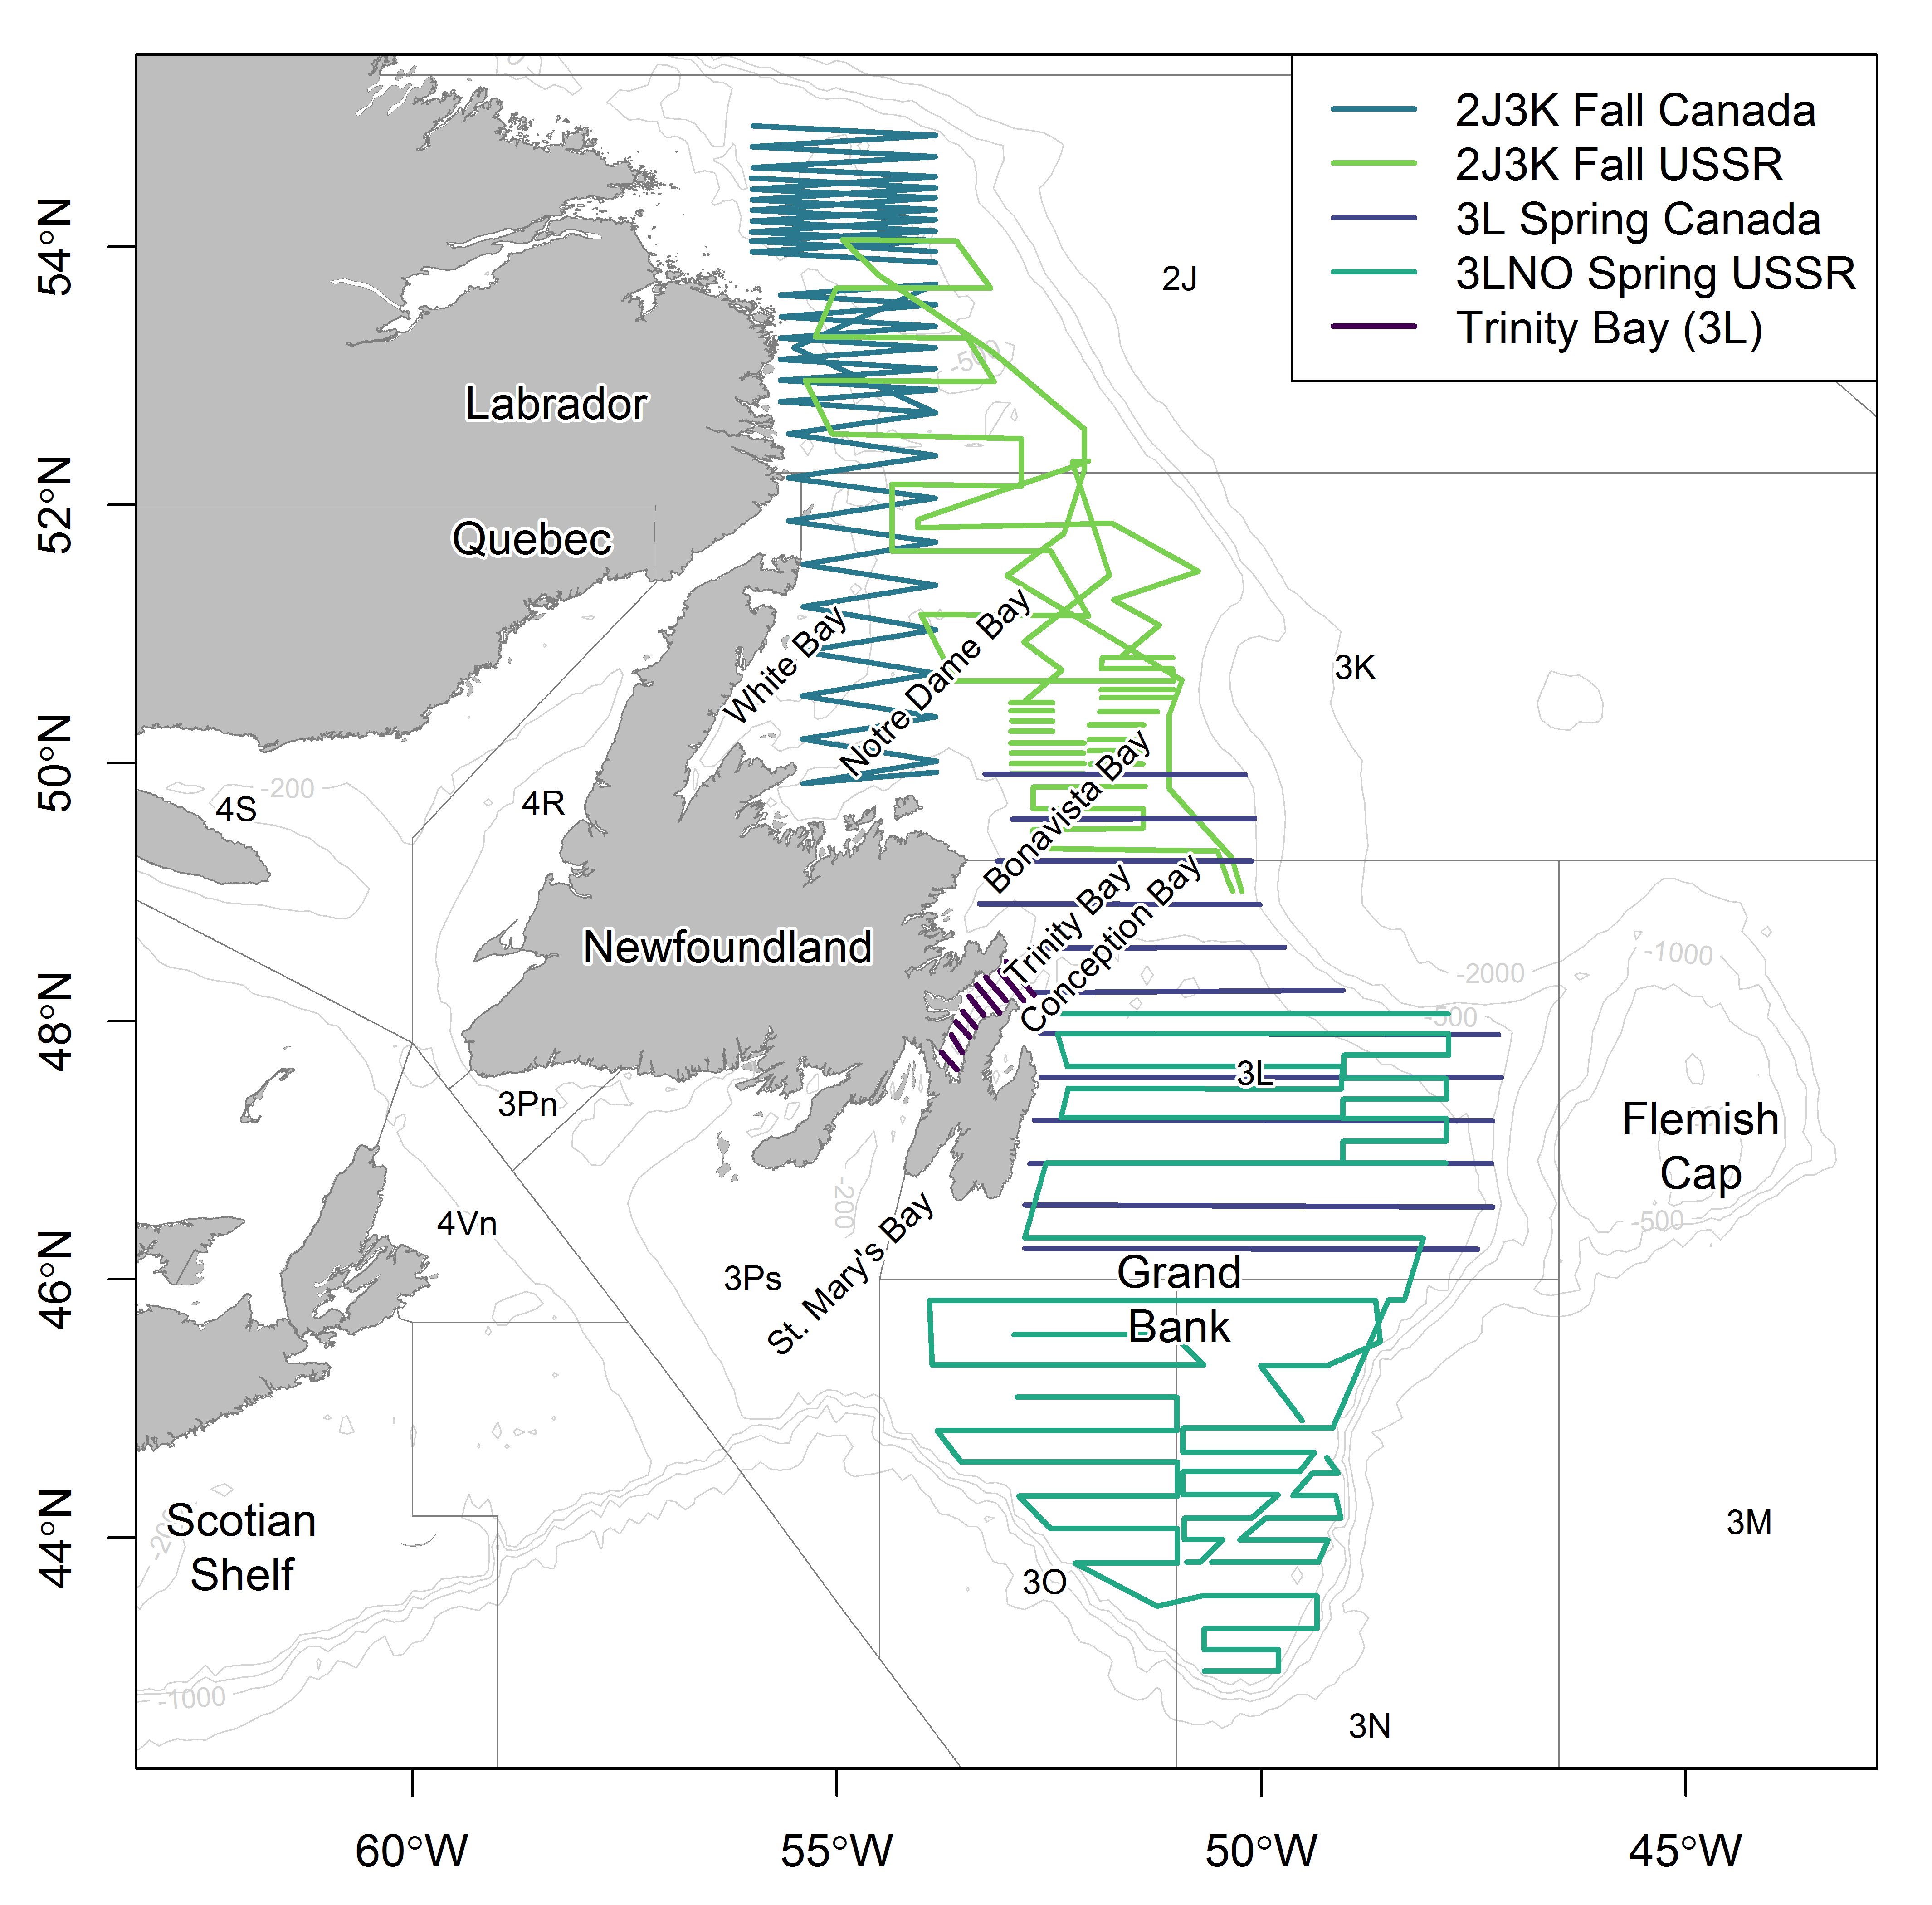 2J3K Fall Canada
2J3K Fall USSR
3L Spring Canada
3LNO Spring USSR
Trinity Bay (3L)
54°N
52°N
50°N
48°N
46°N
44°N
2J
-500
Labrador
Quebec
White Bay
Notre Dame Bay
3K
Bonavista Bay
-200
4S
4R
Trinity Bay
Conception Bay
Newfoundland
-1000
-2000
-500
3L
3Pn
Flemish
Cap
-200
4Vn
-500
St. Mary's Bay
3Ps
Grand
Bank
Scotian
Shelf
-200
3M
3O
-1000
3N
60°W
55°W
50°W
45°W